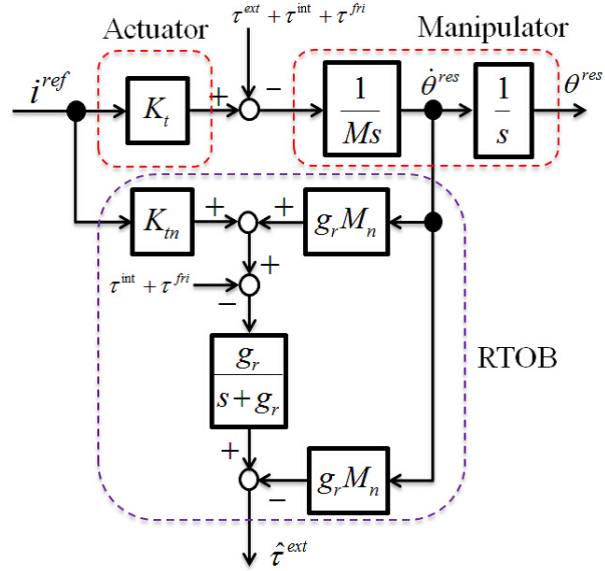 Actuator
τ^ext + τ^int + τ^fri
Manipulator
i^ref
K_t
+
−
1/Ms
θ̇^res
1/s
θ^res
K_tn
+
+
g_r M_n
+
τ^int + τ^fri
−
g_r/(s + g_r)
RTOB
+
−
g_r M_n
τ̂^ext